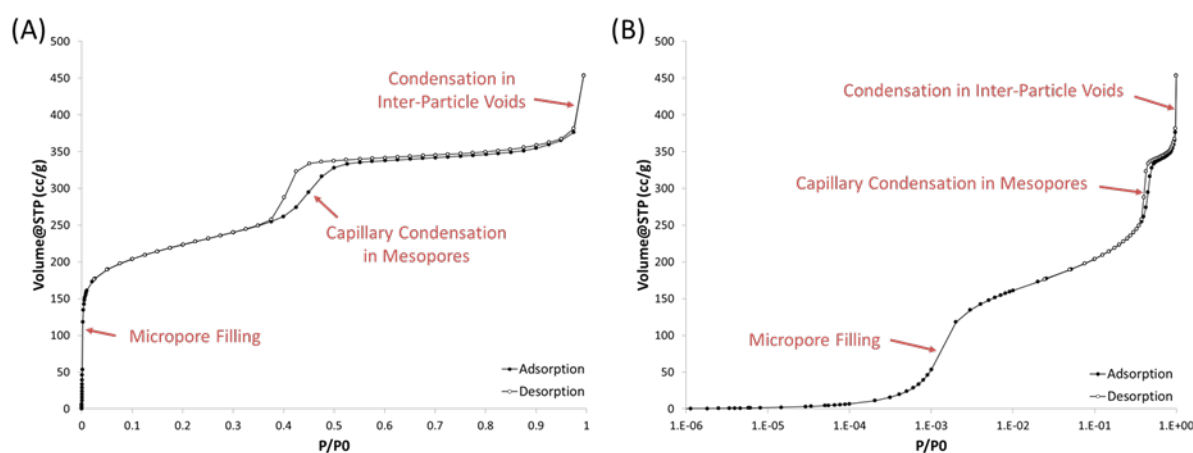 (A)
500
450
400
350
300
250
200
150
100
50
0
Volume@STP (cc/g)
Condensation in
Inter-Particle Voids
Capillary Condensation
in Mesopores
Micropore Filling
Adsorption
Desorption
0 0.1 0.2 0.3 0.4 0.5 0.6 0.7 0.8 0.9 1
P/P0
(B)
500
450
400
350
300
250
200
150
100
50
0
Volume@STP (cc/g)
Condensation in Inter-Particle Voids
Capillary Condensation in Mesopores
Micropore Filling
Adsorption
Desorption
1.E-06 1.E-05 1.E-04 1.E-03 1.E-02 1.E-01 1.E+00
P/P0